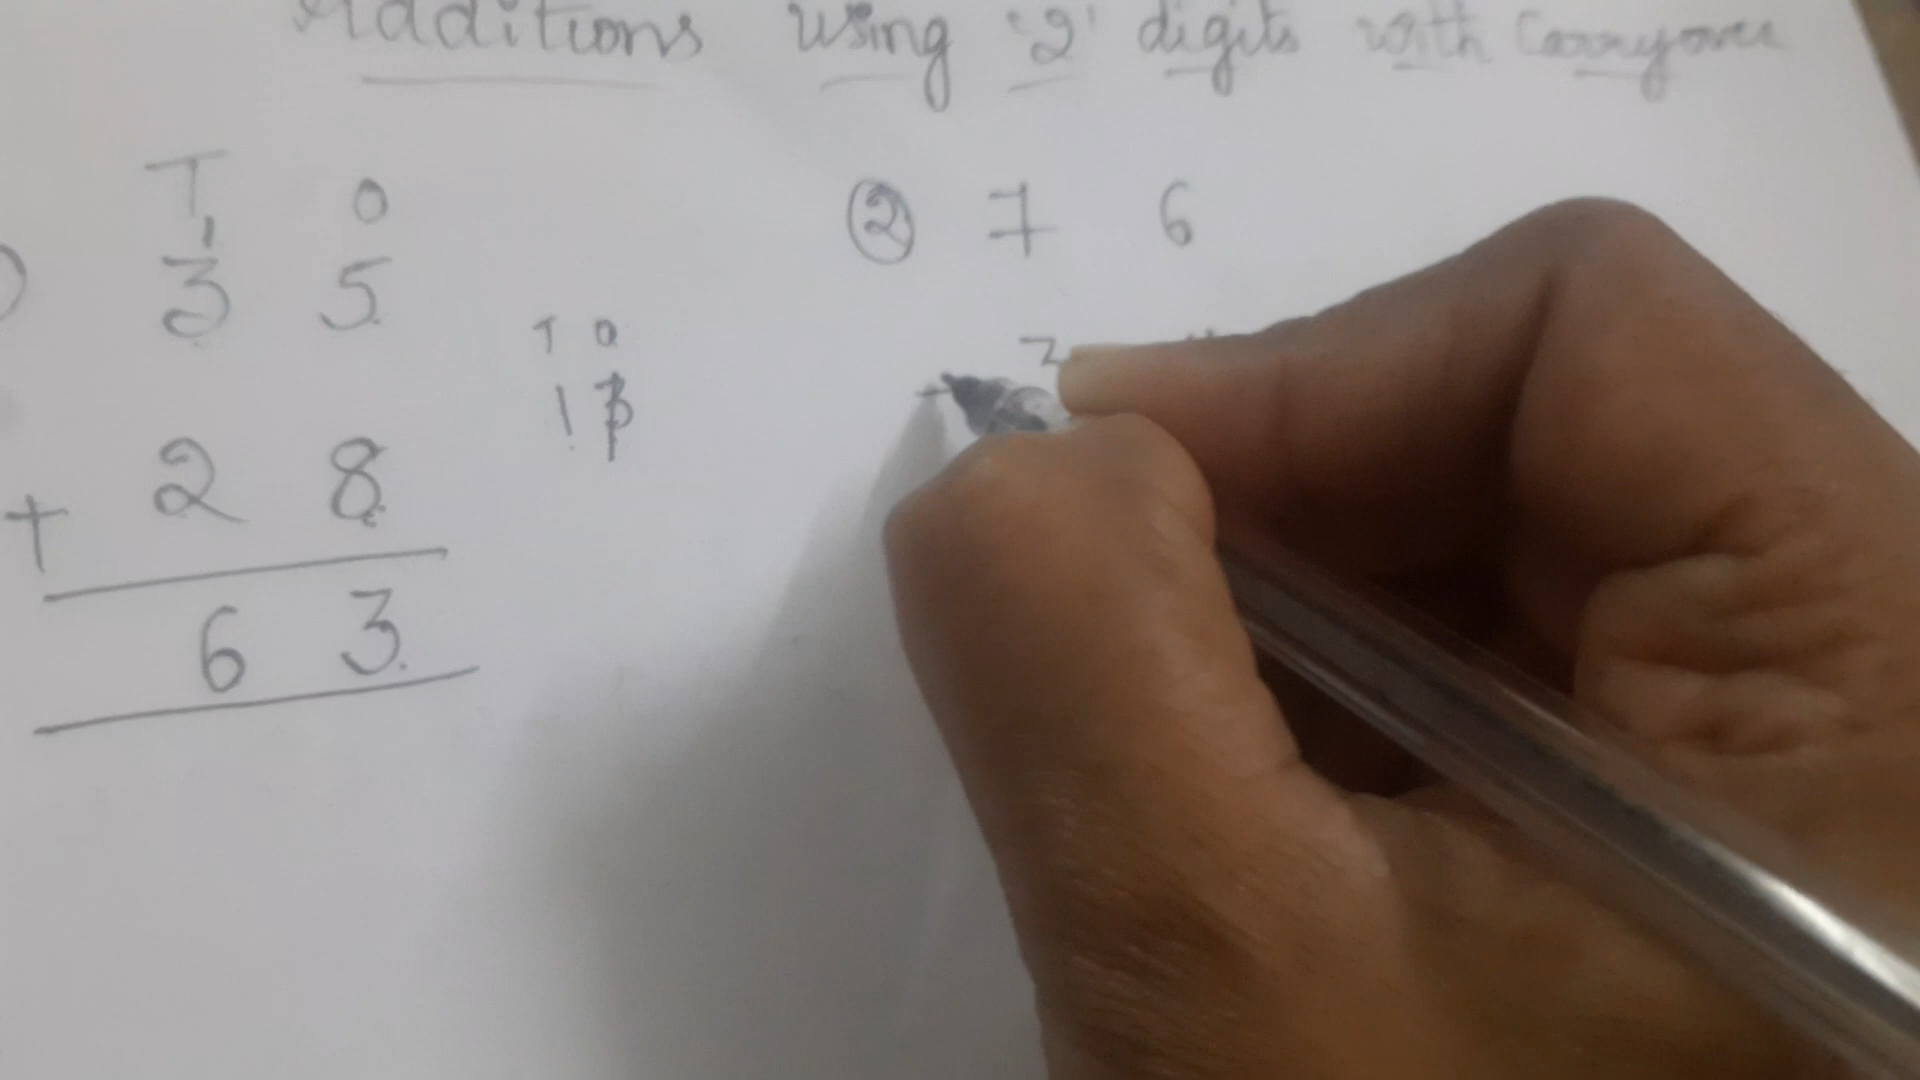 Additions using '2' digits with Carryover
T O
1
3 5
+ 2 8
6 3
T O
1 3
② 7 6
+